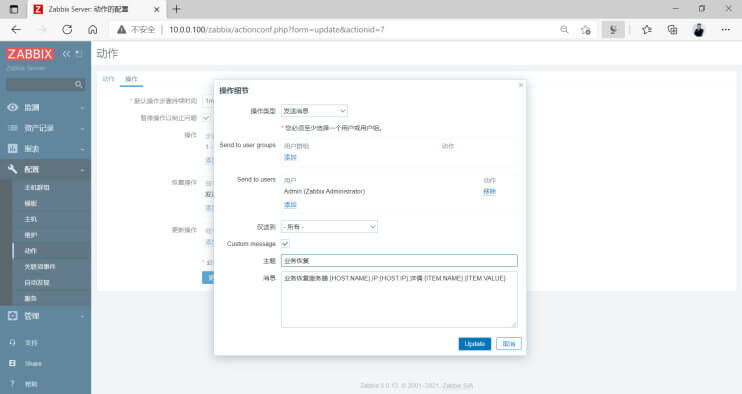 Zabbix Server: 动作的配置
不安全 | 10.0.0.100/zabbix/actionconf.php?form=update&actionid=7
ZABBIX
Zabbix Server
监测
资产记录
报表
配置
主机群组
模板
主机
维护
动作
关联项事件
自动发现
服务
管理
支持
Share
帮助
动作
动作 操作
* 默认操作步骤持续时间 1m
暂停操作以制止问题
操作
1 -
恢复操作
更新操作
操作细节
操作类型 发送消息
* 您必须至少选择一个用户或用户组。
Send to user groups 用户群组 动作
添加
Send to users 用户 动作
Admin (Zabbix Administrator) 移除
添加
仅送到 - 所有 -
Custom message
主题 业务恢复
消息 业务恢复服务器:{HOST.NAME},IP:{HOST.IP},详情:{ITEM.NAME}:{ITEM.VALUE}
Update 取消
Zabbix 5.0.13. © 2001–2021, Zabbix SIA